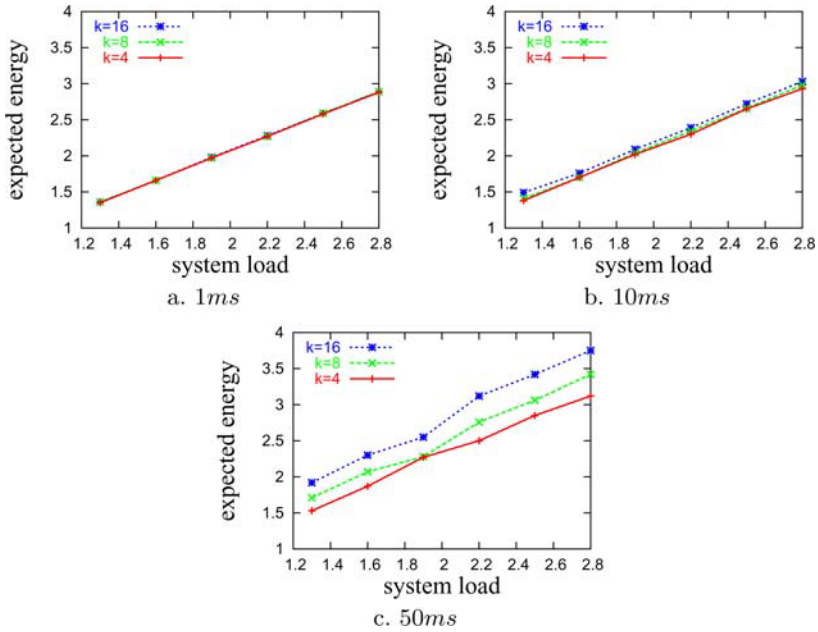 4
3.5
3
2.5
2
1.5
1
k=16
k=8
k=4
expected energy
1.2 1.4 1.6 1.8 2 2.2 2.4 2.6 2.8
system load
a. 1ms
4
3.5
3
2.5
2
1.5
1
k=16
k=8
k=4
expected energy
1.2 1.4 1.6 1.8 2 2.2 2.4 2.6 2.8
system load
b. 10ms
4
3.5
3
2.5
2
1.5
1
k=16
k=8
k=4
expected energy
1.2 1.4 1.6 1.8 2 2.2 2.4 2.6 2.8
system load
c. 50ms